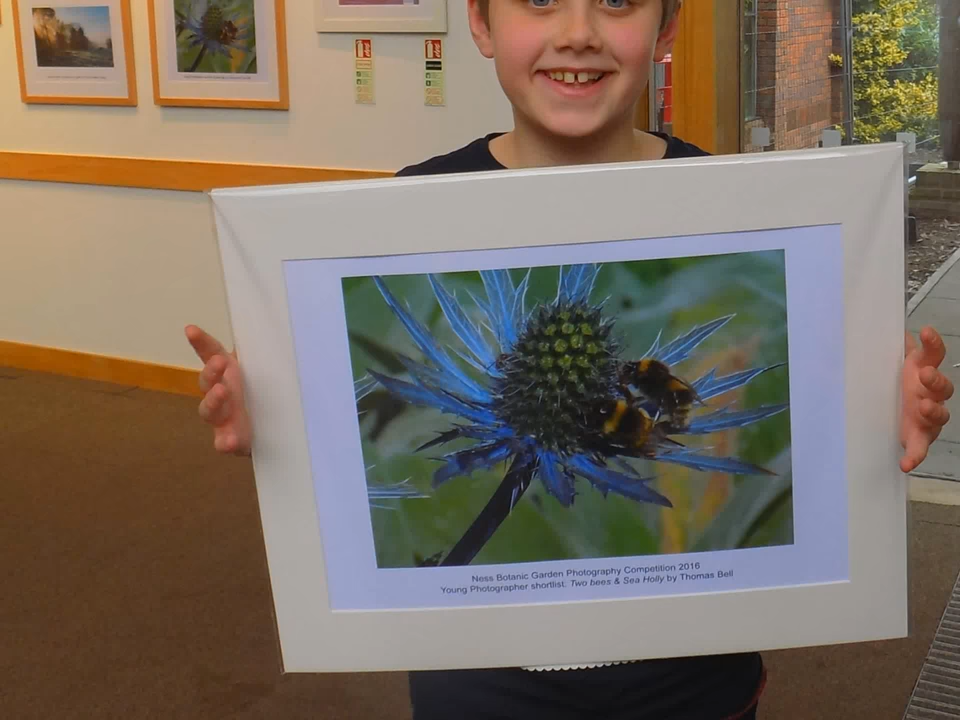 Ness Botanic Garden Photography Competition 2016
Young Photographer shortlist: Two bees & Sea Holly by Thomas Bell